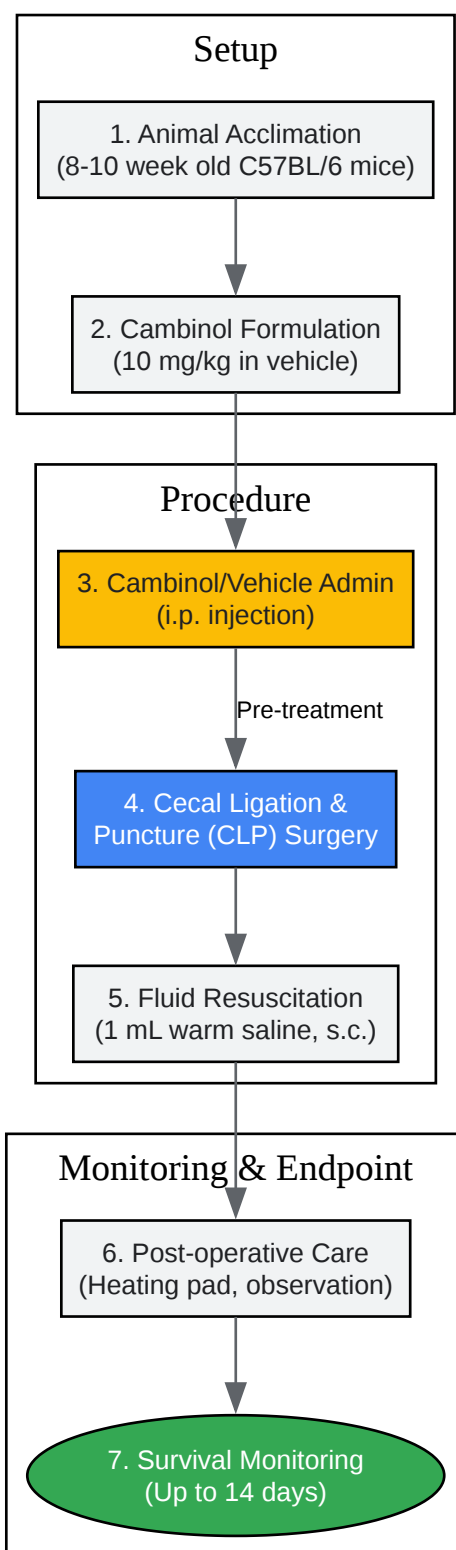 Setup
1. Animal Acclimation
(8-10 week old C57BL/6 mice)
2. Cambinol Formulation
(10 mg/kg in vehicle)
Procedure
3. Cambinol/Vehicle Admin
(i.p. injection)
Pre-treatment
4. Cecal Ligation &
Puncture (CLP) Surgery
5. Fluid Resuscitation
(1 mL warm saline, s.c.)
Monitoring & Endpoint
6. Post-operative Care
(Heating pad, observation)
7. Survival Monitoring
(Up to 14 days)